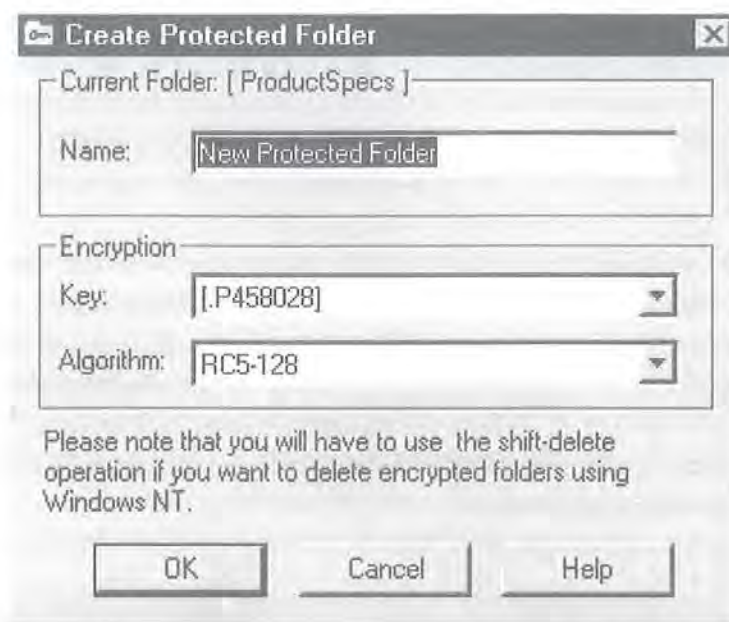 Create Protected Folder
Current Folder: [ ProductSpecs ]
Name: New Protected Folder
Encryption
Key: [.P458028]
Algorithm: RC5-128
Please note that you will have to use the shift-delete
operation if you want to delete encrypted folders using
Windows NT.
OK Cancel Help